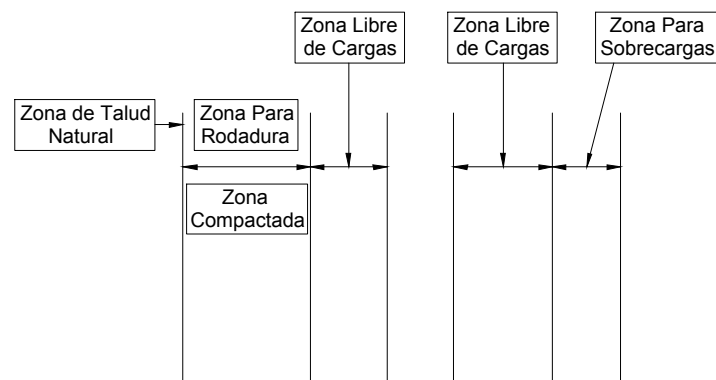 Zona Libre
de Cargas
Zona Libre
de Cargas
Zona Para
Sobrecargas
Zona de Talud
Natural
Zona Para
Rodadura
Zona
Compactada